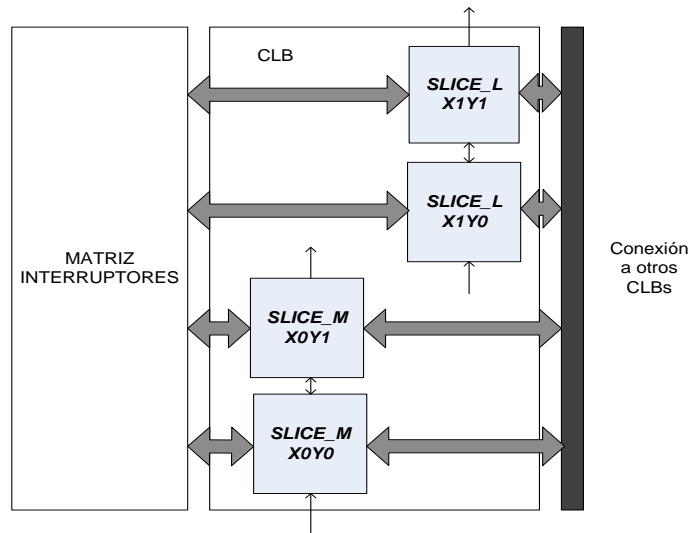 CLB
SLICE_L
X1Y1
SLICE_L
X1Y0
MATRIZ
INTERRUPTORES
Conexión
a otros
CLBs
SLICE_M
X0Y1
SLICE_M
X0Y0